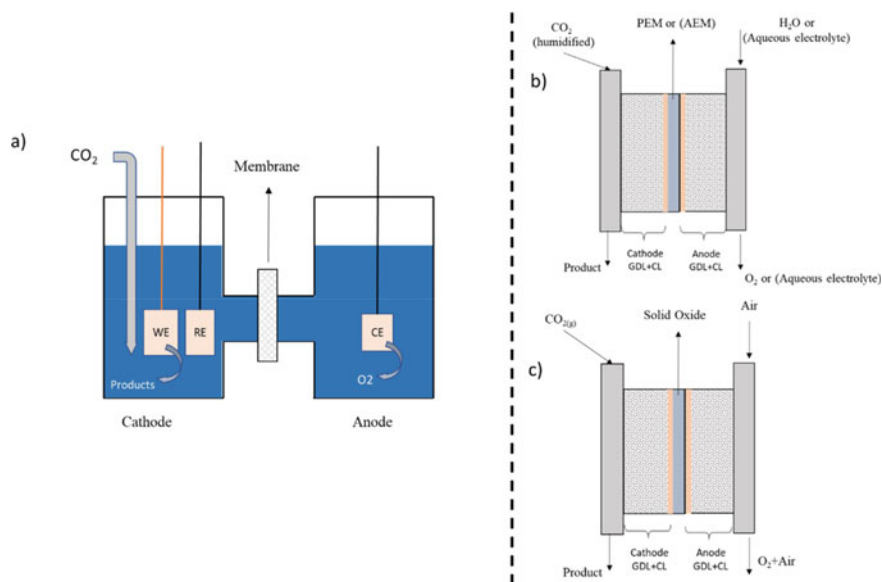 a)
CO2
Membrane
WE
RE
CE
Products
O2
Cathode
Anode
b)
CO2
(humidified)
PEM or (AEM)
H2O or
(Aqueous electrolyte)
Cathode
GDL+CL
Anode
GDL+CL
Product
O2 or (Aqueous electrolyte)
c)
CO2(g)
Solid Oxide
Air
Cathode
GDL+CL
Anode
GDL+CL
Product
O2+Air